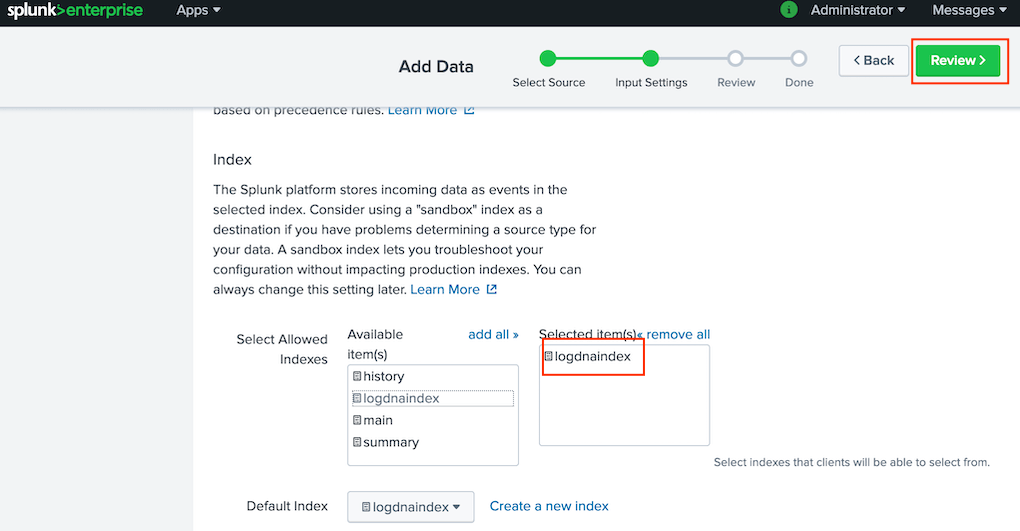 splunk>enterprise Apps ▾ i Administrator ▾ Messages ▾
Add Data
Select Source Input Settings Review Done
< Back
Review >
based on precedence rules. Learn More
Index
The Splunk platform stores incoming data as events in the
selected index. Consider using a "sandbox" index as a
destination if you have problems determining a source type for
your data. A sandbox index lets you troubleshoot your
configuration without impacting production indexes. You can
always change this setting later. Learn More
Select Allowed
Indexes
Available
item(s)
add all »
history
logdnaindex
main
summary
Selected item(s)
« remove all
logdnaindex
Select indexes that clients will be able to select from.
Default Index logdnaindex ▾ Create a new index